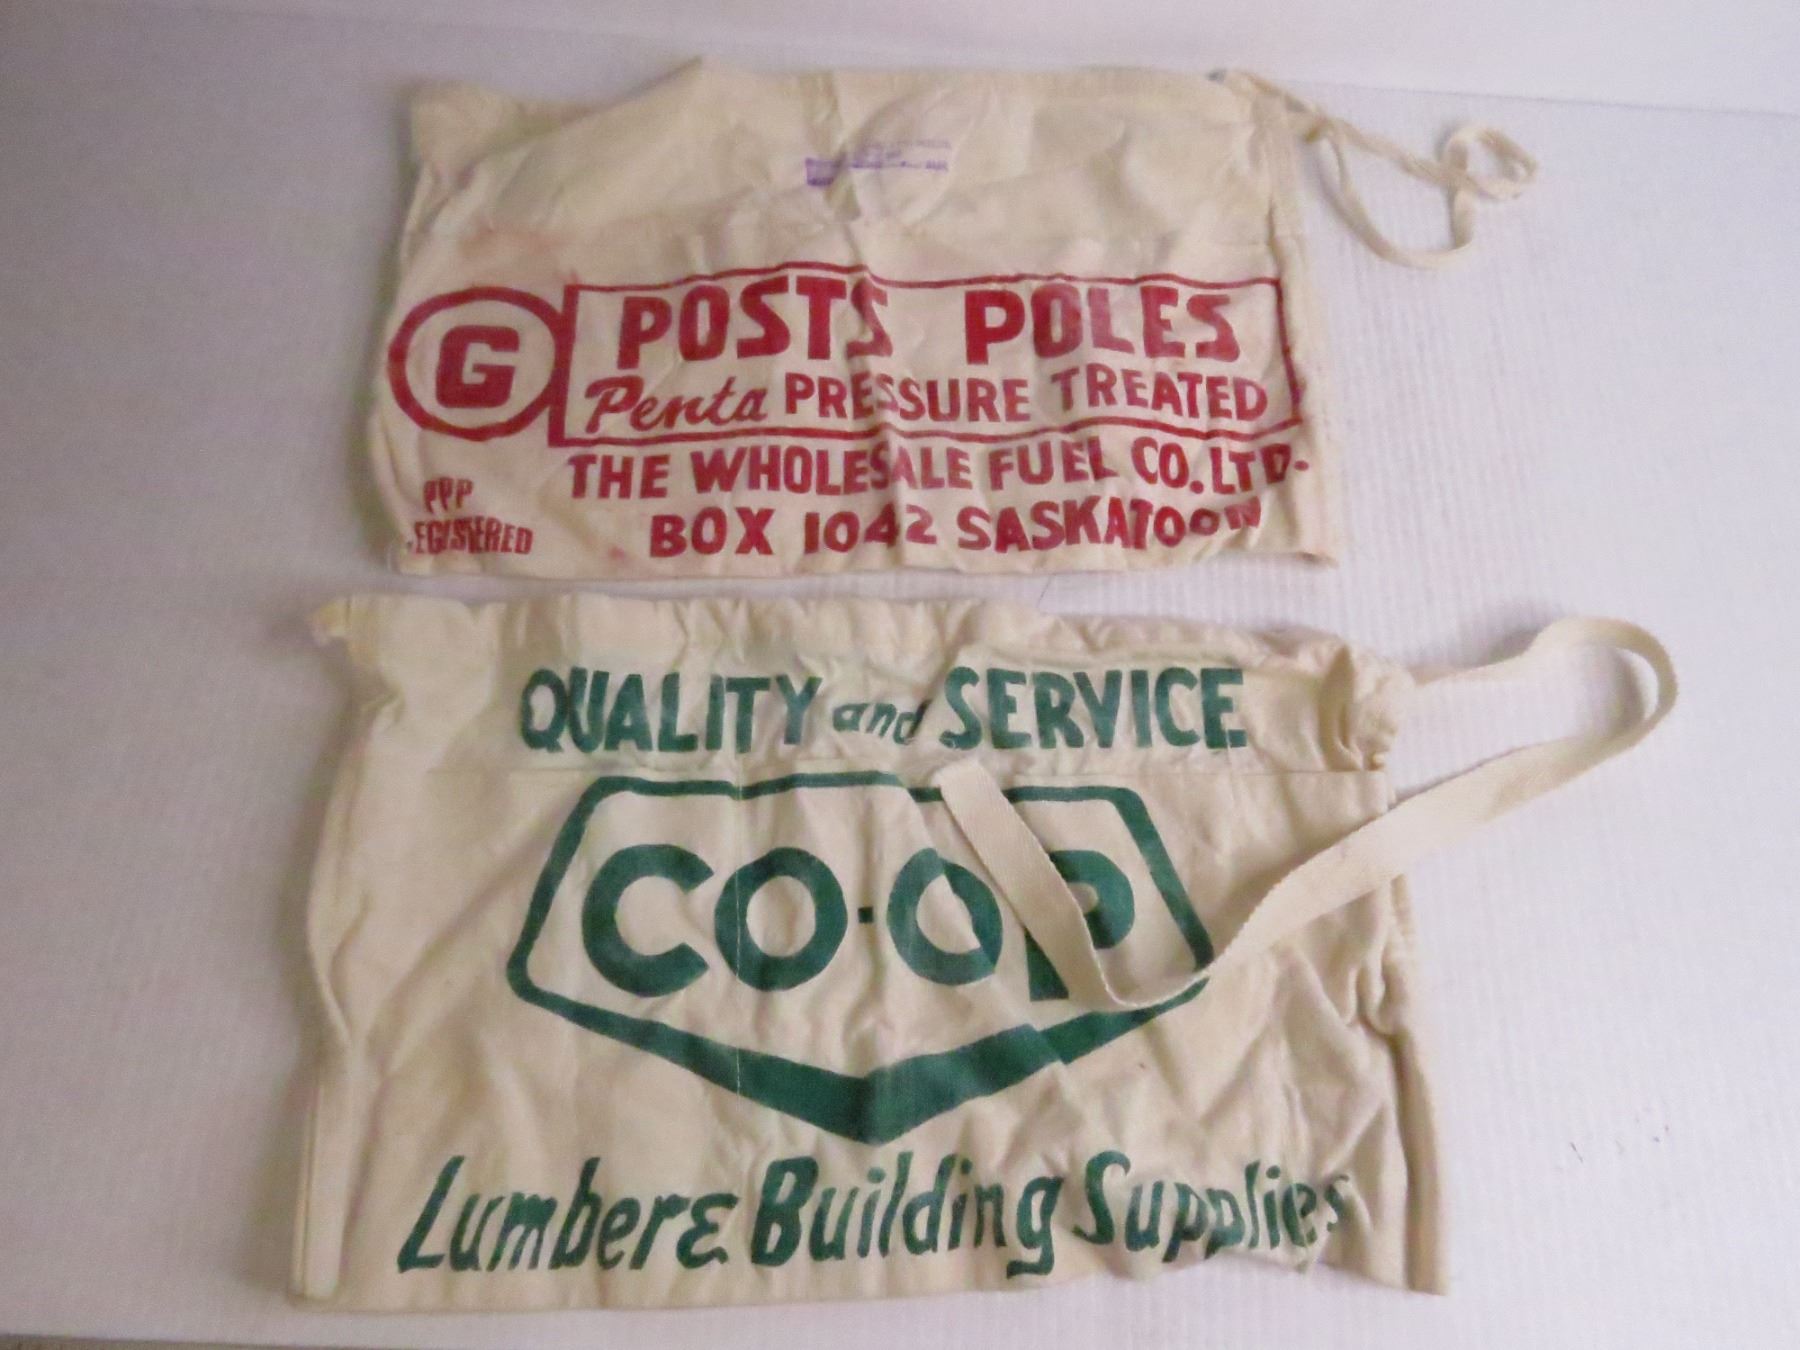 G
POSTS POLES
Penta PRESSURE TREATED
THE WHOLESALE FUEL CO. LTD.
PPP
BOX 1042 SASKATOON
EGISTERED
QUALITY and SERVICE
CO-OP
Lumber & Building Supplies